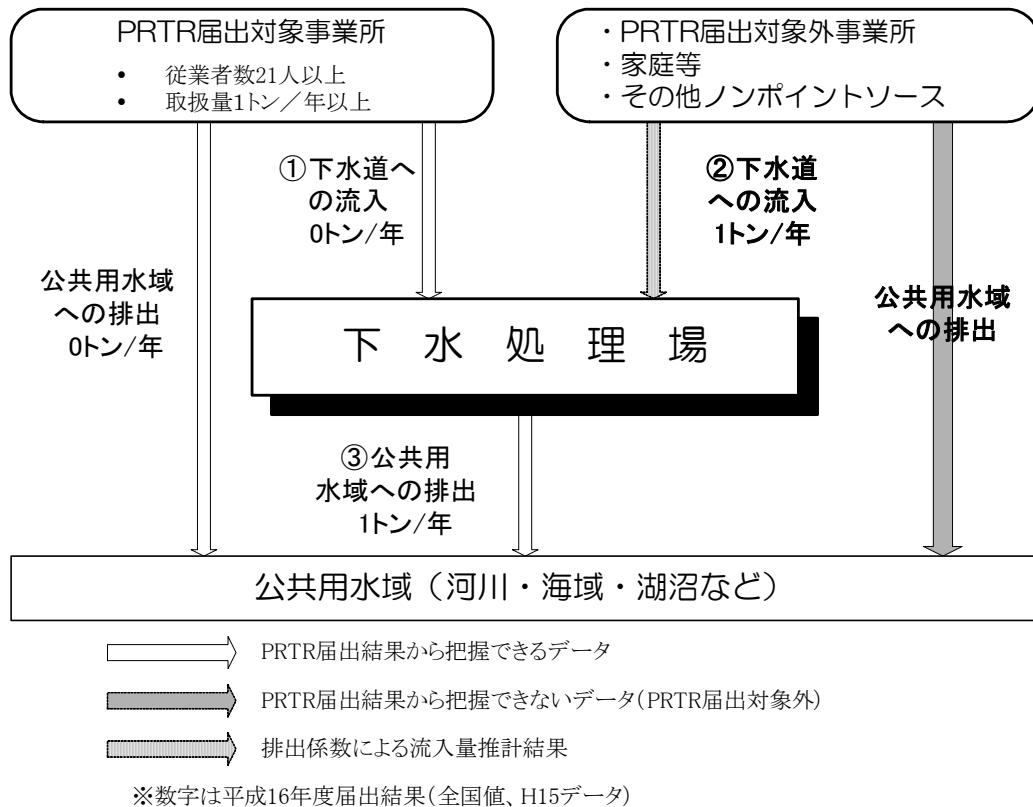 PRTR届出対象事業所
• 従業者数21人以上
• 取扱量1トン／年以上
・PRTR届出対象外事業所
・家庭等
・その他ノンポイントソース
①下水道へ
の流入
0トン/年
②下水道
への流入
1トン/年
公共用水域
への排出
0トン/年
公共用水域
への排出
下水処理場
③公共用
水域への排出
1トン/年
公共用水域（河川・海域・湖沼など）
PRTR届出結果から把握できるデータ
PRTR届出結果から把握できないデータ(PRTR届出対象外)
排出係数による流入量推計結果
※数字は平成16年度届出結果(全国値、H15データ)